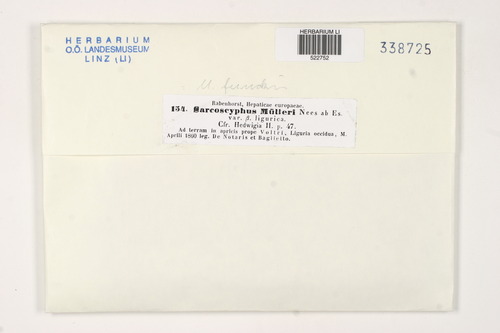 HERBARIUM
O.Ö. LANDESMUSEUM
LINZ (LI)
HERBARIUM LI
522752
338725
Rabenhorst, Hepaticae europaeae.
154. Sarcoscyphus Mülleri Nees ab Es.
var. β. ligurica.
Cfr. Hedwigia II. p. 47.
Ad terram in apricis prope Voltri, Liguria occidua, M.
Aprili 1860 leg. De Notaris et Baglietto.